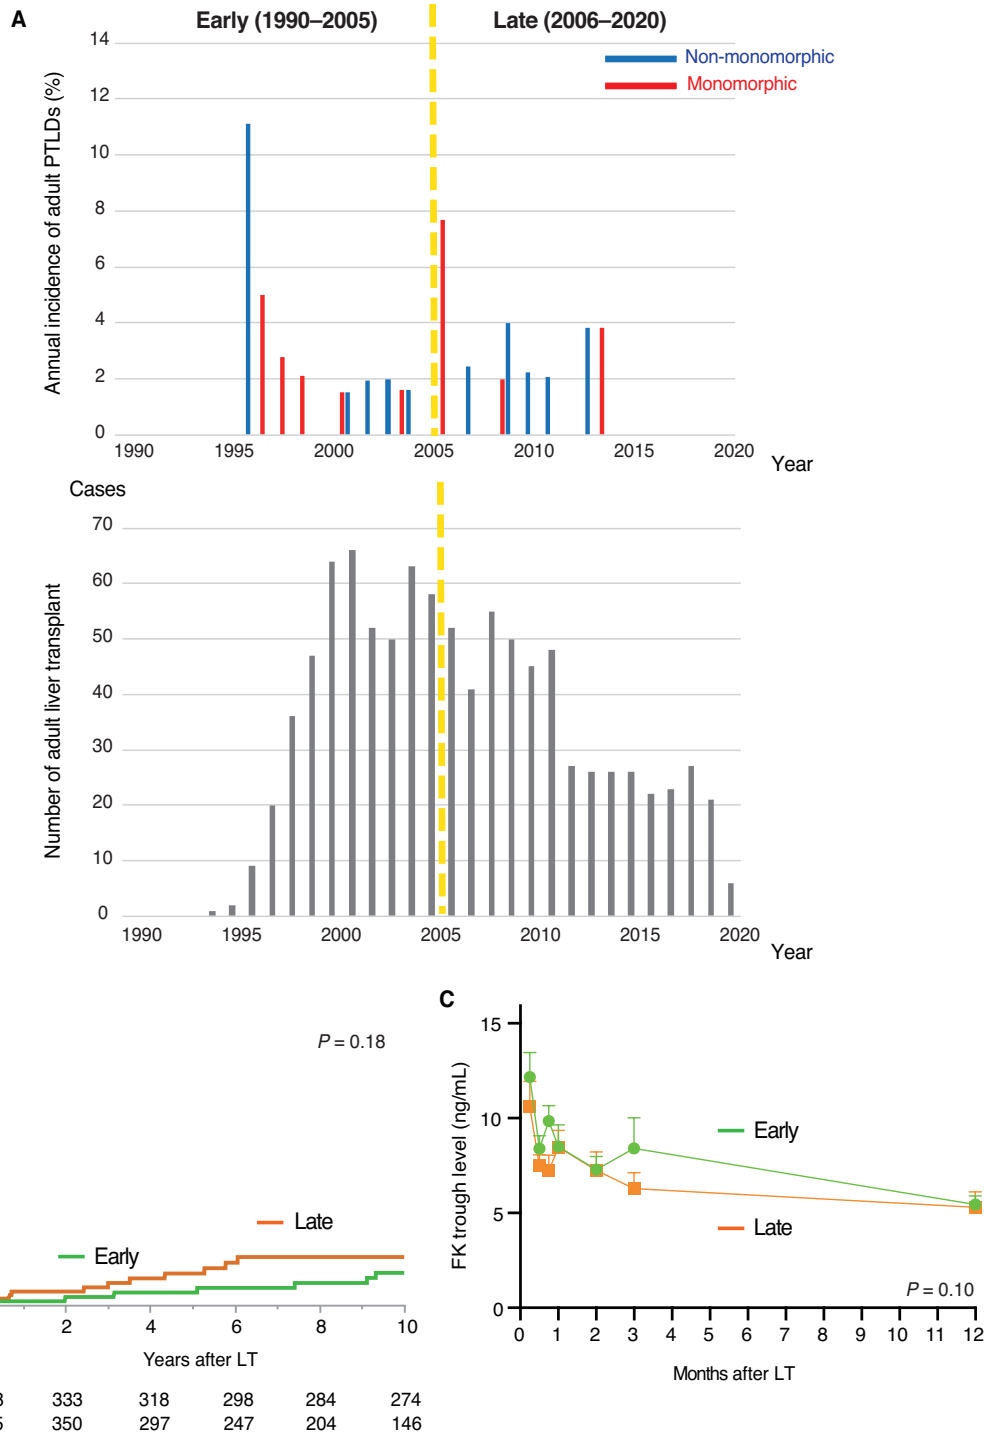 A
Early (1990–2005)
Late (2006–2020)
Non-monomorphic
Monomorphic
Annual incidence of adult PTLDs (%)
14
12
10
8
6
4
2
0
1990 1995 2000 2005 2010 2015 2020
Year
Cases
Number of adult liver transplant
70
60
50
40
30
20
10
0
1990 1995 2000 2005 2010 2015 2020
Year
P = 0.18
Late
Early
2 4 6 8 10
Years after LT
333 318 298 284 274
350 297 247 204 146
C
FK trough level (ng/mL)
15
10
5
0
Early
Late
P = 0.10
0 1 2 3 4 5 6 7 8 9 10 11 12
Months after LT